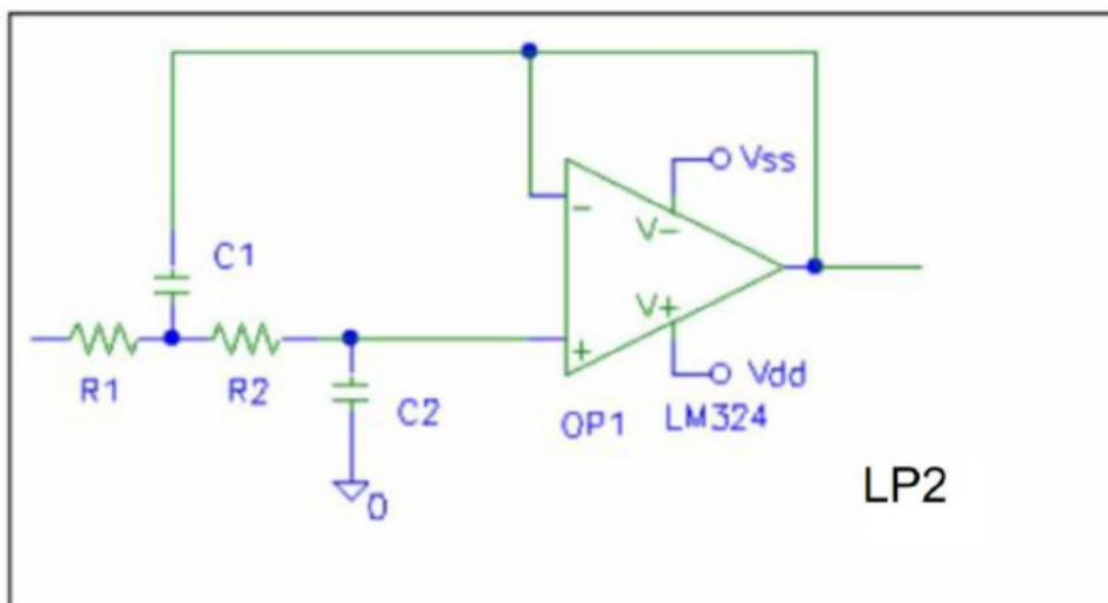 Vss
C1
-
V-
V+
+
R1
R2
C2
Vdd
OP1
LM324
LP2
0